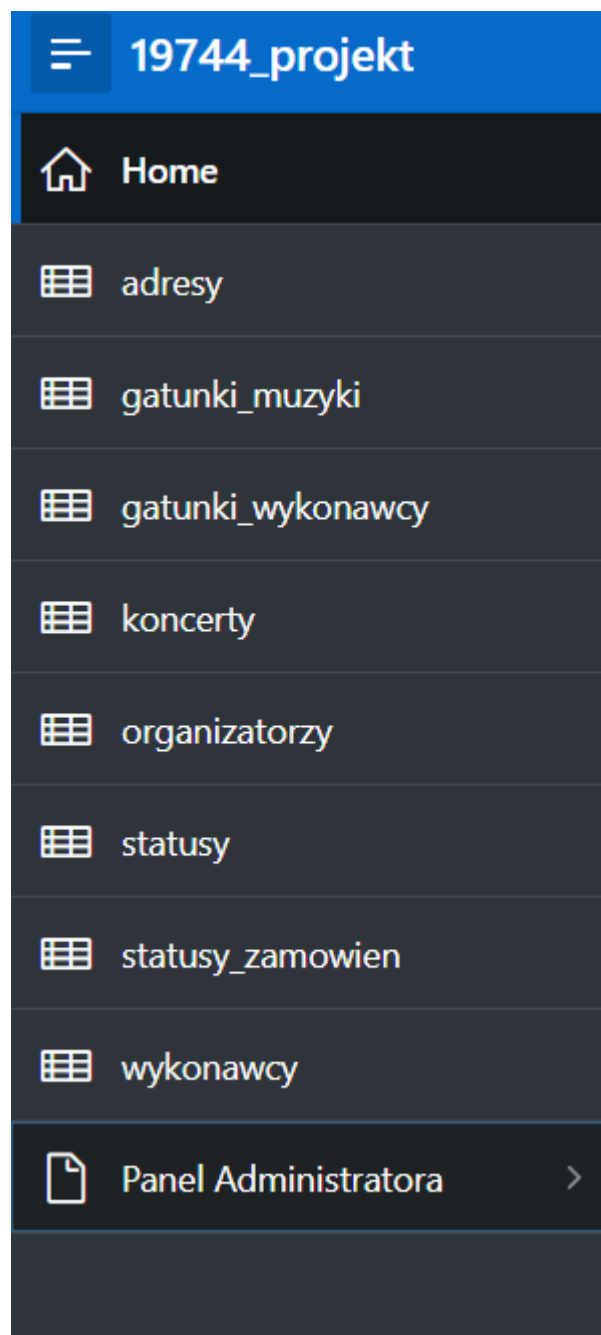 19744_projekt
Home
adresy
gatunki_muzyki
gatunki_wykonawcy
koncerty
organizatorzy
statusy
statusy_zamowien
wykonawcy
Panel Administratora